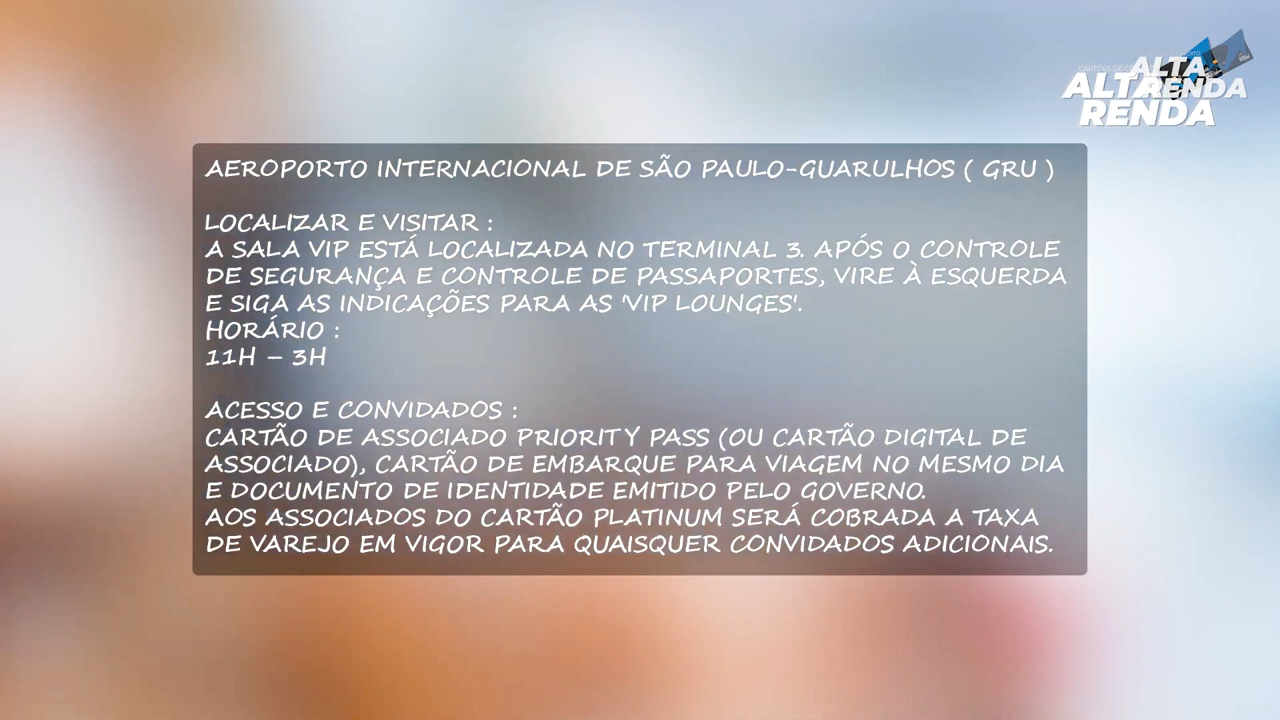 CARTÕES DE
ALTA
RENDA
ALTA
RENDA
AEROPORTO INTERNACIONAL DE SÃO PAULO-GUARULHOS ( GRU )
LOCALIZAR E VISITAR :
A SALA VIP ESTÁ LOCALIZADA NO TERMINAL 3. APÓS O CONTROLE
DE SEGURANÇA E CONTROLE DE PASSAPORTES, VIRE À ESQUERDA
E SIGA AS INDICAÇÕES PARA AS 'VIP LOUNGES'.
HORÁRIO :
11H – 3H
ACESSO E CONVIDADOS :
CARTÃO DE ASSOCIADO PRIORITY PASS (OU CARTÃO DIGITAL DE
ASSOCIADO), CARTÃO DE EMBARQUE PARA VIAGEM NO MESMO DIA
E DOCUMENTO DE IDENTIDADE EMITIDO PELO GOVERNO.
AOS ASSOCIADOS DO CARTÃO PLATINUM SERÁ COBRADA A TAXA
DE VAREJO EM VIGOR PARA QUAISQUER CONVIDADOS ADICIONAIS.